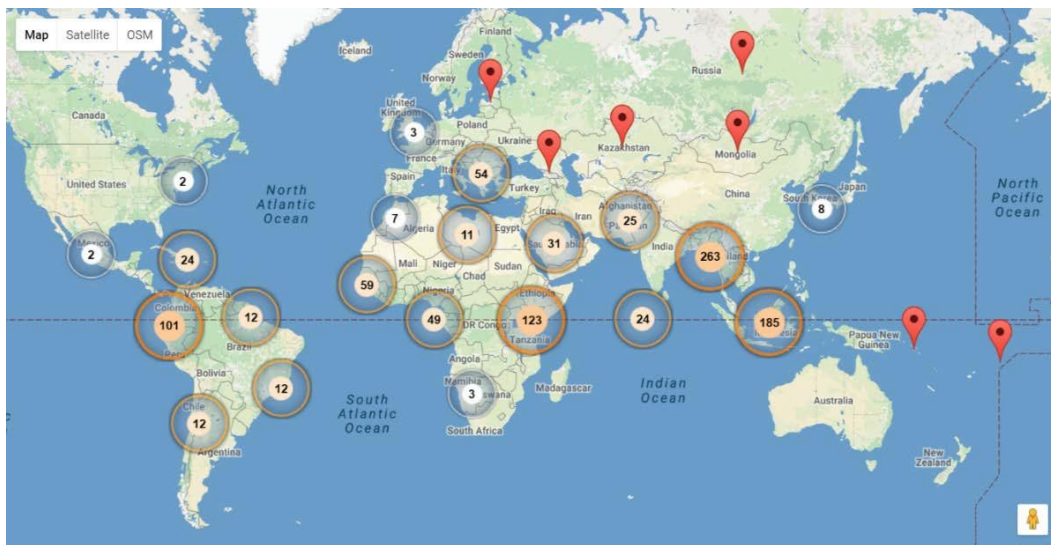 Map Satellite OSM
Finland
Iceland
Sweden
Russia
Norway
Canada
United
Kingdom
3
Poland
Germany
Ukraine
Kazakhstan
Mongolia
France
Italy
54
Spain
Turkey
United States
2
North
Atlantic
Ocean
North
Pacific
Ocean
China
Japan
South Korea
8
Afghanistan
Iraq
Iran
25
7
Algeria
11
Egypt
31
Mexico
2
24
India
263
Thailand
Mali
Niger
Sudan
Chad
59
Nigeria
Ethiopia
Venezuela
Colombia
101
12
49
DR Congo
123
Tanzania
24
185
Papua New
Guinea
Peru
Brazil
Bolivia
Angola
12
Namibia
3
Botswana
Madagascar
Indian
Ocean
Australia
South
Atlantic
Ocean
Chile
12
South Africa
Argentina
New
Zealand